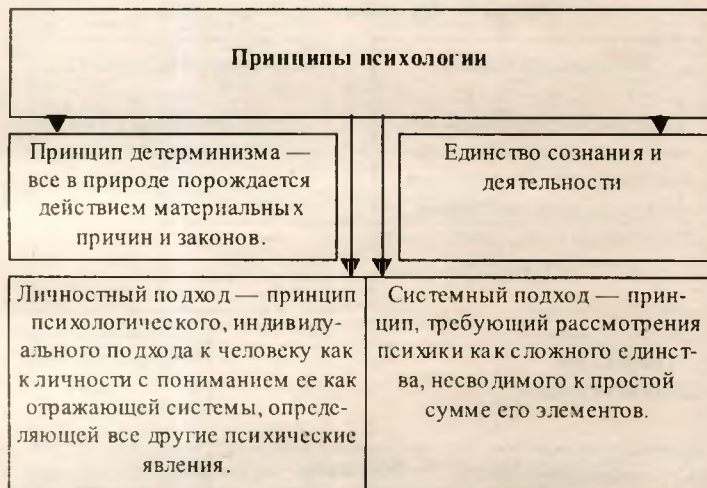 Принципы психологии
Принцип детерминизма —
все в природе порождается
действием материальных
причин и законов.
Единство сознания и
деятельности
Личностный подход — принцип
психологического, индивиду-
ального подхода к человеку как
к личности с пониманием ее как
отражающей системы, опреде-
ляющей все другие психические
явления.
Системный подход — прин-
цип, требующий рассмотрения
психики как сложного единст-
ва, несводимого к простой
сумме его элементов.